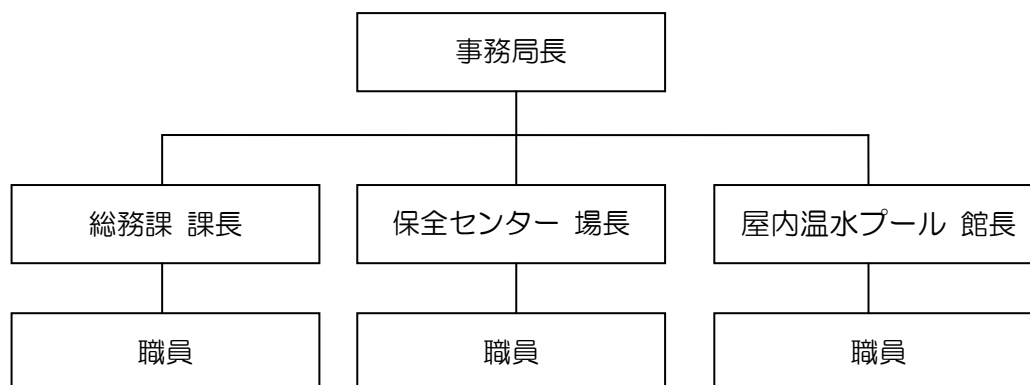 事務局長
総務課 課長
保全センター 場長
屋内温水プール 館長
職員
職員
職員